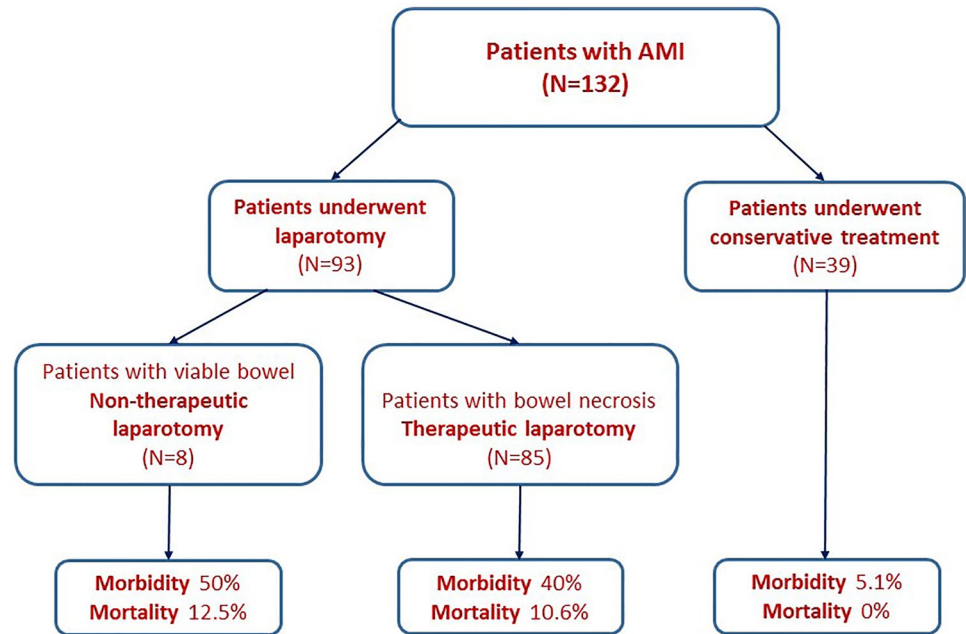 Patients with AMI
(N=132)
Patients underwent
laparotomy
(N=93)
Patients underwent
conservative treatment
(N=39)
Patients with viable bowel
Non-therapeutic
laparotomy
(N=8)
Patients with bowel necrosis
Therapeutic laparotomy
(N=85)
Morbidity 50%
Mortality 12.5%
Morbidity 40%
Mortality 10.6%
Morbidity 5.1%
Mortality 0%